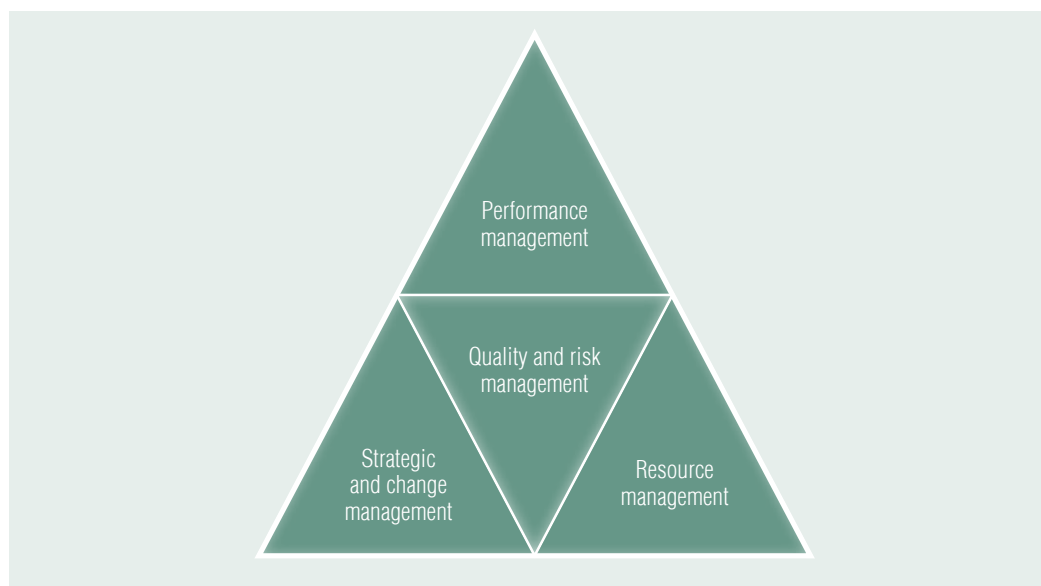 Performance
management
Quality and risk
management
Strategic
and change
management
Resource
management